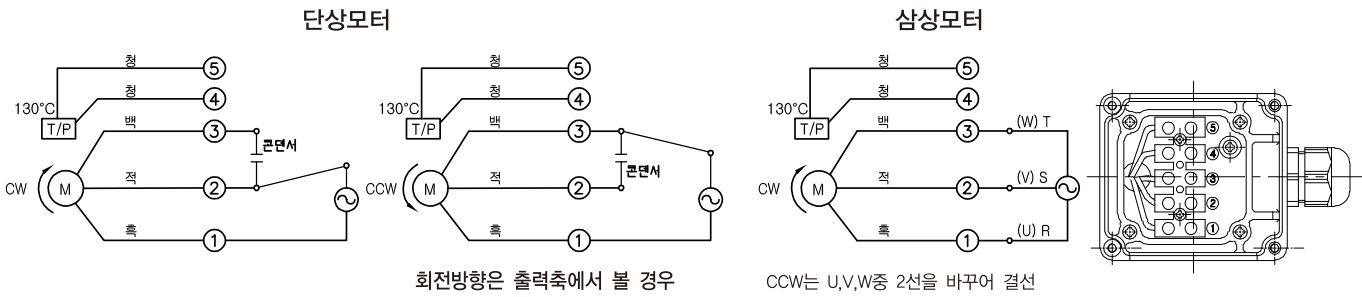 단상모터
삼상모터
청 ⑤
청 ④
130°C
T/P
백 ③
콘덴서
CW M 적 ②
흑 ①
청 ⑤
청 ④
130°C
T/P
백 ③
콘덴서
CCW M 적 ②
흑 ①
회전방향은 출력축에서 볼 경우
청 ⑤
청 ④
130°C
T/P
백 ③ (W) T
CW M 적 ② (V) S
흑 ① (U) R
CCW는 U,V,W중 2선을 바꾸어 결선
⑤
④
③
②
①